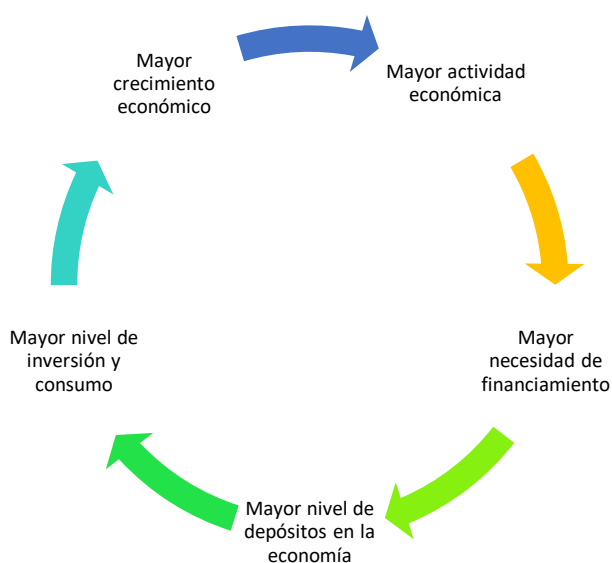 Mayor
crecimiento
económico
Mayor actividad
económica
Mayor
necesidad de
financiamiento
Mayor nivel de
depósitos en la
economía
Mayor nivel de
inversión y
consumo